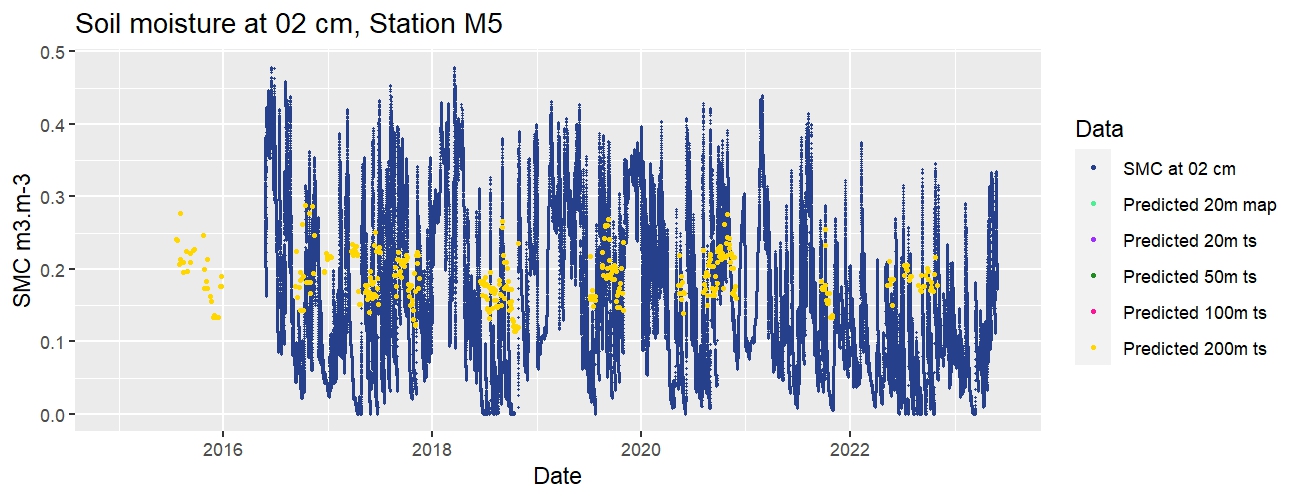 Soil moisture at 02 cm, Station M5
SMC m3.m-3
0.5
0.4
0.3
0.2
0.1
0.0
2016
2018
2020
2022
Date
Data
SMC at 02 cm
Predicted 20m map
Predicted 20m ts
Predicted 50m ts
Predicted 100m ts
Predicted 200m ts